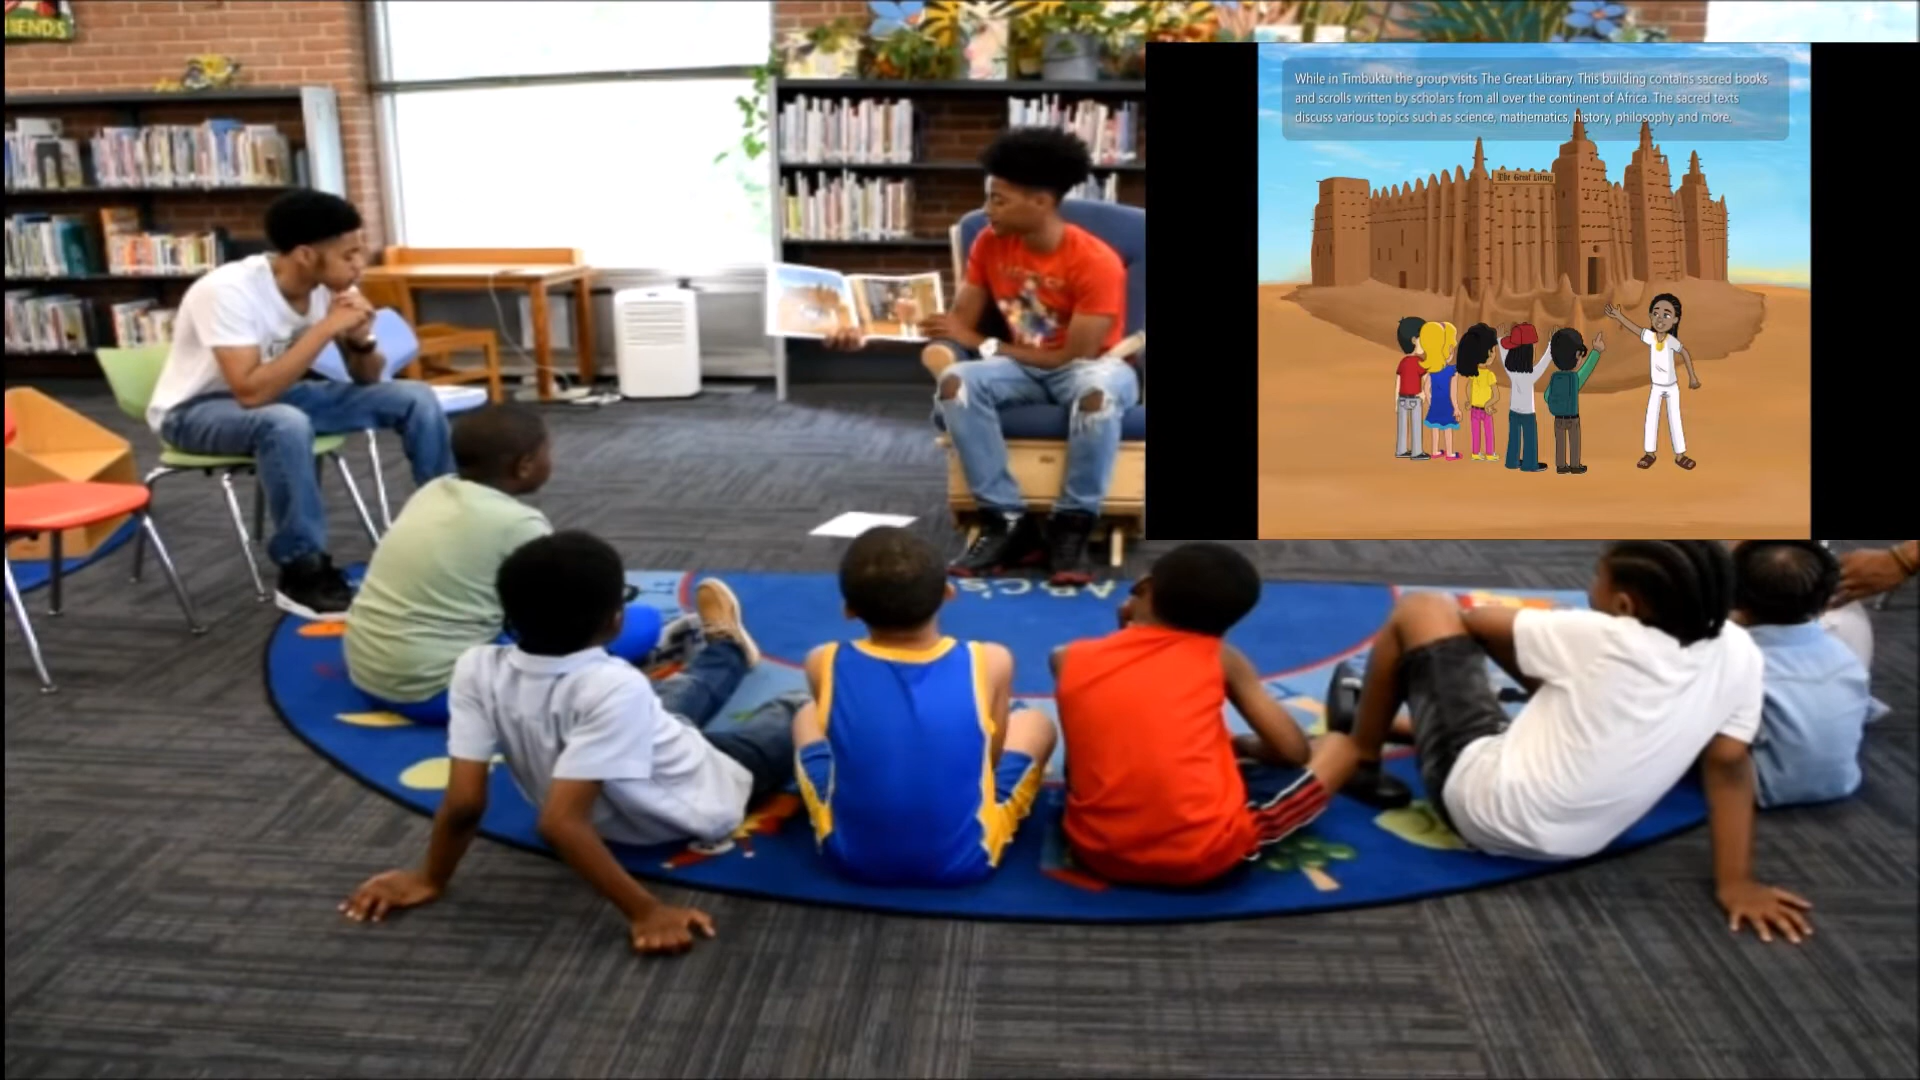 IENDS
While in Timbuktu the group visits The Great Library. This building contains sacred books
and scrolls written by scholars from all over the continent of Africa. The sacred texts
discuss various topics such as science, mathematics, history, philosophy and more.
The Great Library
ABC's